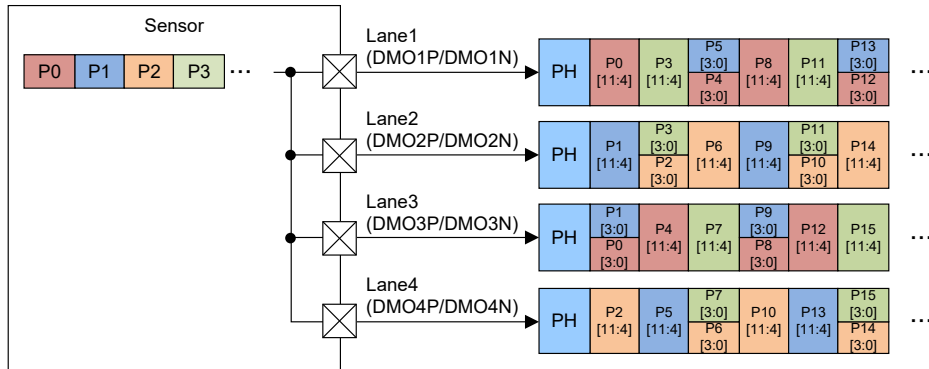 Sensor
P0 P1 P2 P3 ...
Lane1
(DMO1P/DMO1N)
PH
P0
[11:4]
P3
[11:4]
P5
[3:0]
P4
[3:0]
P8
[11:4]
P11
[11:4]
P13
[3:0]
P12
[3:0]
...
Lane2
(DMO2P/DMO2N)
PH
P1
[11:4]
P3
[3:0]
P2
[3:0]
P6
[11:4]
P9
[11:4]
P11
[3:0]
P10
[3:0]
P14
[11:4]
...
Lane3
(DMO3P/DMO3N)
PH
P1
[3:0]
P0
[3:0]
P4
[11:4]
P7
[11:4]
P9
[3:0]
P8
[3:0]
P12
[11:4]
P15
[11:4]
...
Lane4
(DMO4P/DMO4N)
PH
P2
[11:4]
P5
[11:4]
P7
[3:0]
P6
[3:0]
P10
[11:4]
P13
[11:4]
P15
[3:0]
P14
[3:0]
...